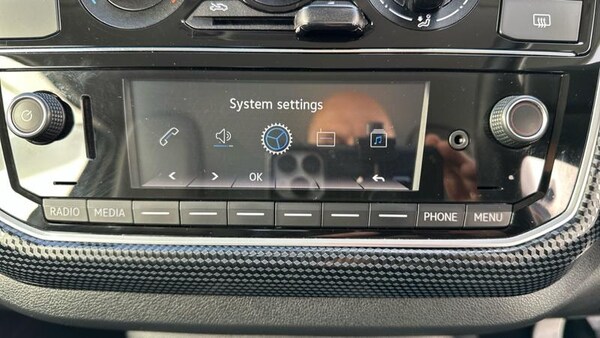 System settings
OK
RADIO MEDIA PHONE MENU